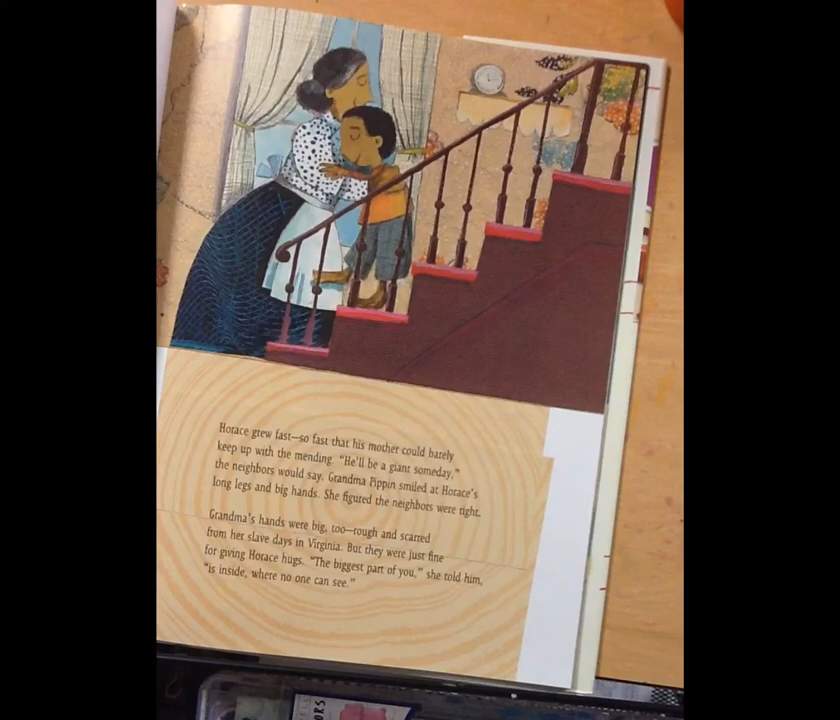 Horace grew fast—so fast that his mother could barely
keep up with the mending. "He'll be a giant someday,"
the neighbors would say. Grandma Pippin smiled at Horace's
long legs and big hands. She figured the neighbors were right.
Grandma's hands were big, too—rough and scarred
from her slave days in Virginia. But they were just fine
for giving Horace hugs. "The biggest part of you," she told him,
"is inside, where no one can see."
ORS